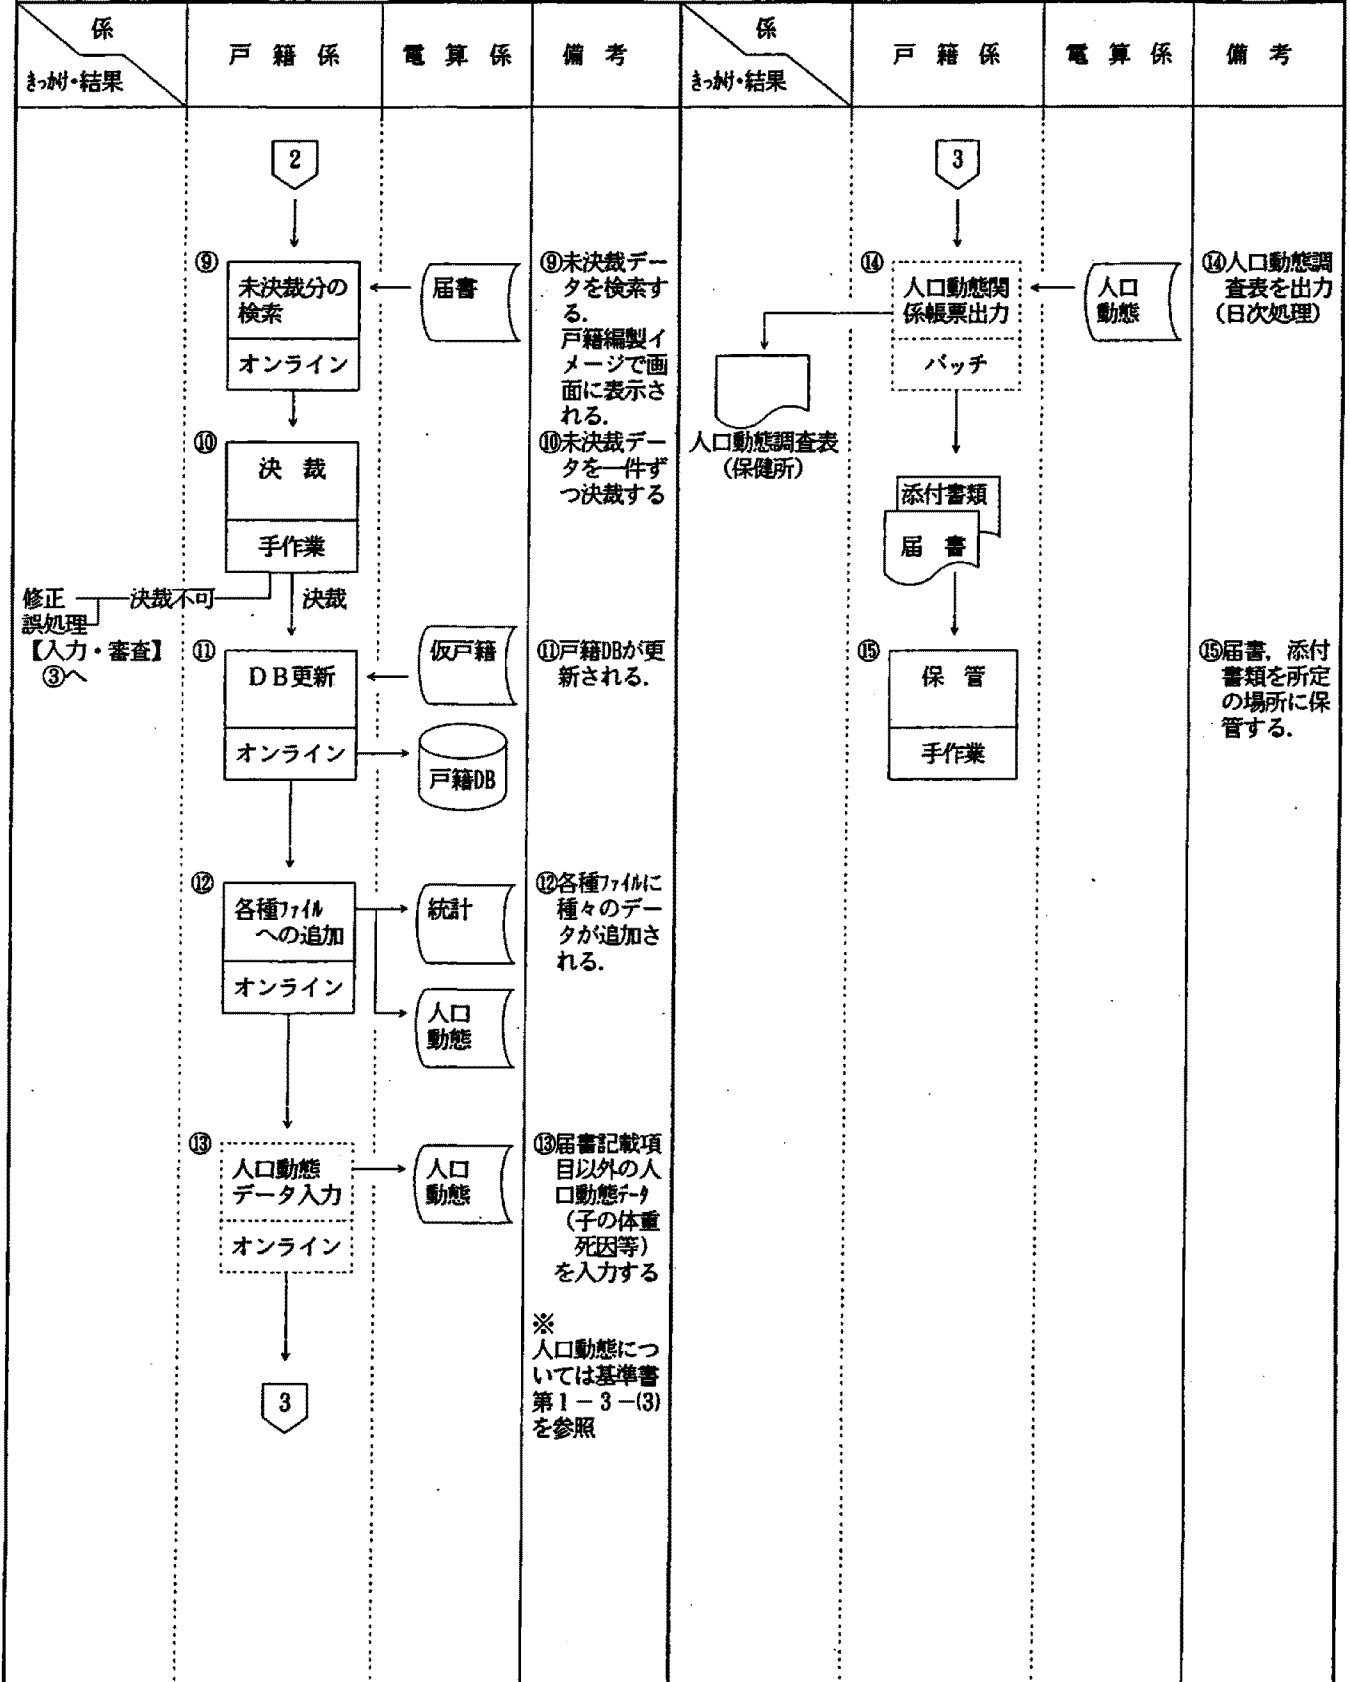 係
きっかけ・結果
戸籍係
電算係
備考
2
⑨
未決裁分の
検索
オンライン
届書
⑨未決裁デー
タを検索す
る.
戸籍編製イ
メージで画
面に表示さ
れる.
⑩
決裁
手作業
⑩未決裁デー
タを一件ず
つ決裁する
修正
誤処理
決裁不可
決裁
【入力・審査】
③へ
⑪
DB更新
オンライン
仮戸籍
戸籍DB
⑪戸籍DBが更
新される.
⑫
各種ファイル
への追加
オンライン
統計
人口
動態
⑫各種ファイルに
種々のデー
タが追加さ
れる.
⑬
人口動態
データ入力
オンライン
人口
動態
⑬届書記載項
目以外の人
口動態データ
(子の体重
死因等)
を入力する
※
人口動態につ
いては基準書
第1-3-(3)
を参照
3
係
きっかけ・結果
戸籍係
電算係
備考
3
⑭
人口動態関
係帳票出力
バッチ
人口
動態
⑭人口動態調
査表を出力
(日次処理)
人口動態調査表
(保健所)
添付書類
届書
⑮
保管
手作業
⑮届書，添付
書類を所定
の場所に保
管する.